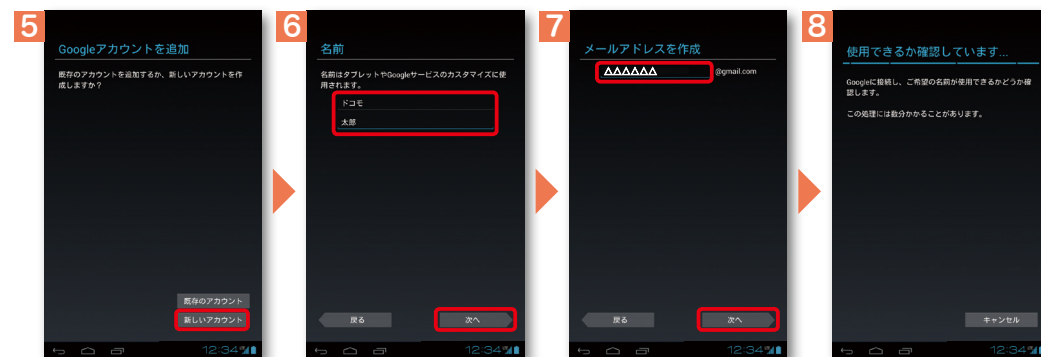 5
Googleアカウントを追加
既存のアカウントを追加するか、新しいアカウントを作
成しますか？
既存のアカウント
新しいアカウント
12:34
6
名前
名前はタブレットやGoogleサービスのカスタマイズに使
用されます。
ドコモ
太郎
戻る
次へ
12:34
7
メールアドレスを作成
△△△△△△ @gmail.com
戻る
次へ
12:34
8
使用できるか確認しています...
Googleに接続し、ご希望の名前が使用できるかどうか確
認します。
この処理には数分かかることがあります。
キャンセル
12:34